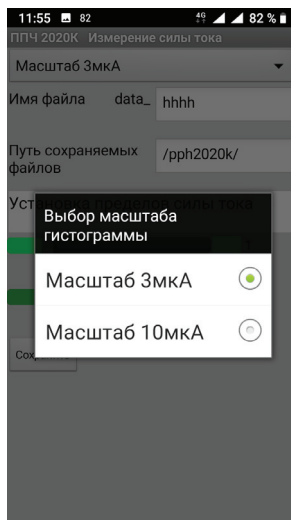 11:55 82 4G 82 %
ППЧ 2020К Измерение силы тока
Масштаб 3мкА
Имя файла data_ hhhh
Путь сохраняемых /pph2020k/
файлов
Установка пределов силы тока
Выбор масштаба
гистограммы
Масштаб 3мкА
Масштаб 10мкА